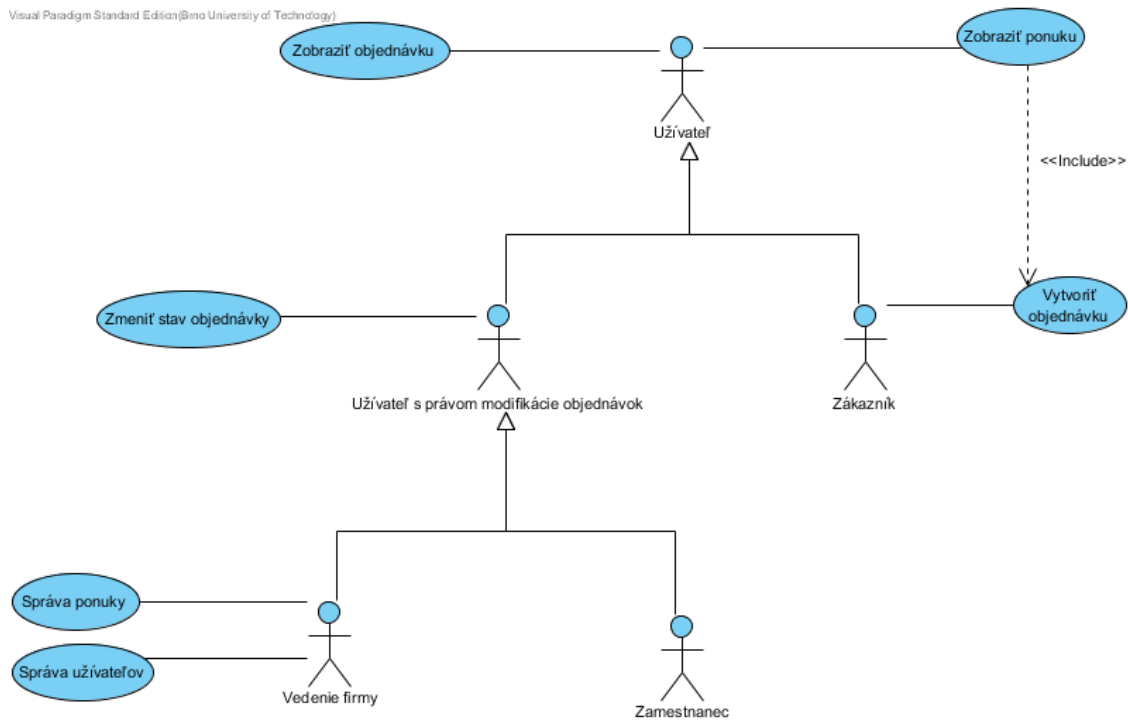 Visual Paradigm Standard Edition(Brno University of Technology)
Zobraziť objednávku
Zobraziť ponuku
Užívateľ
<<Include>>
Zmeniť stav objednávky
Vytvoriť
objednávku
Užívateľ s právom modifikácie objednávok
Zákazník
Správa ponuky
Správa užívateľov
Vedenie firmy
Zamestnanec